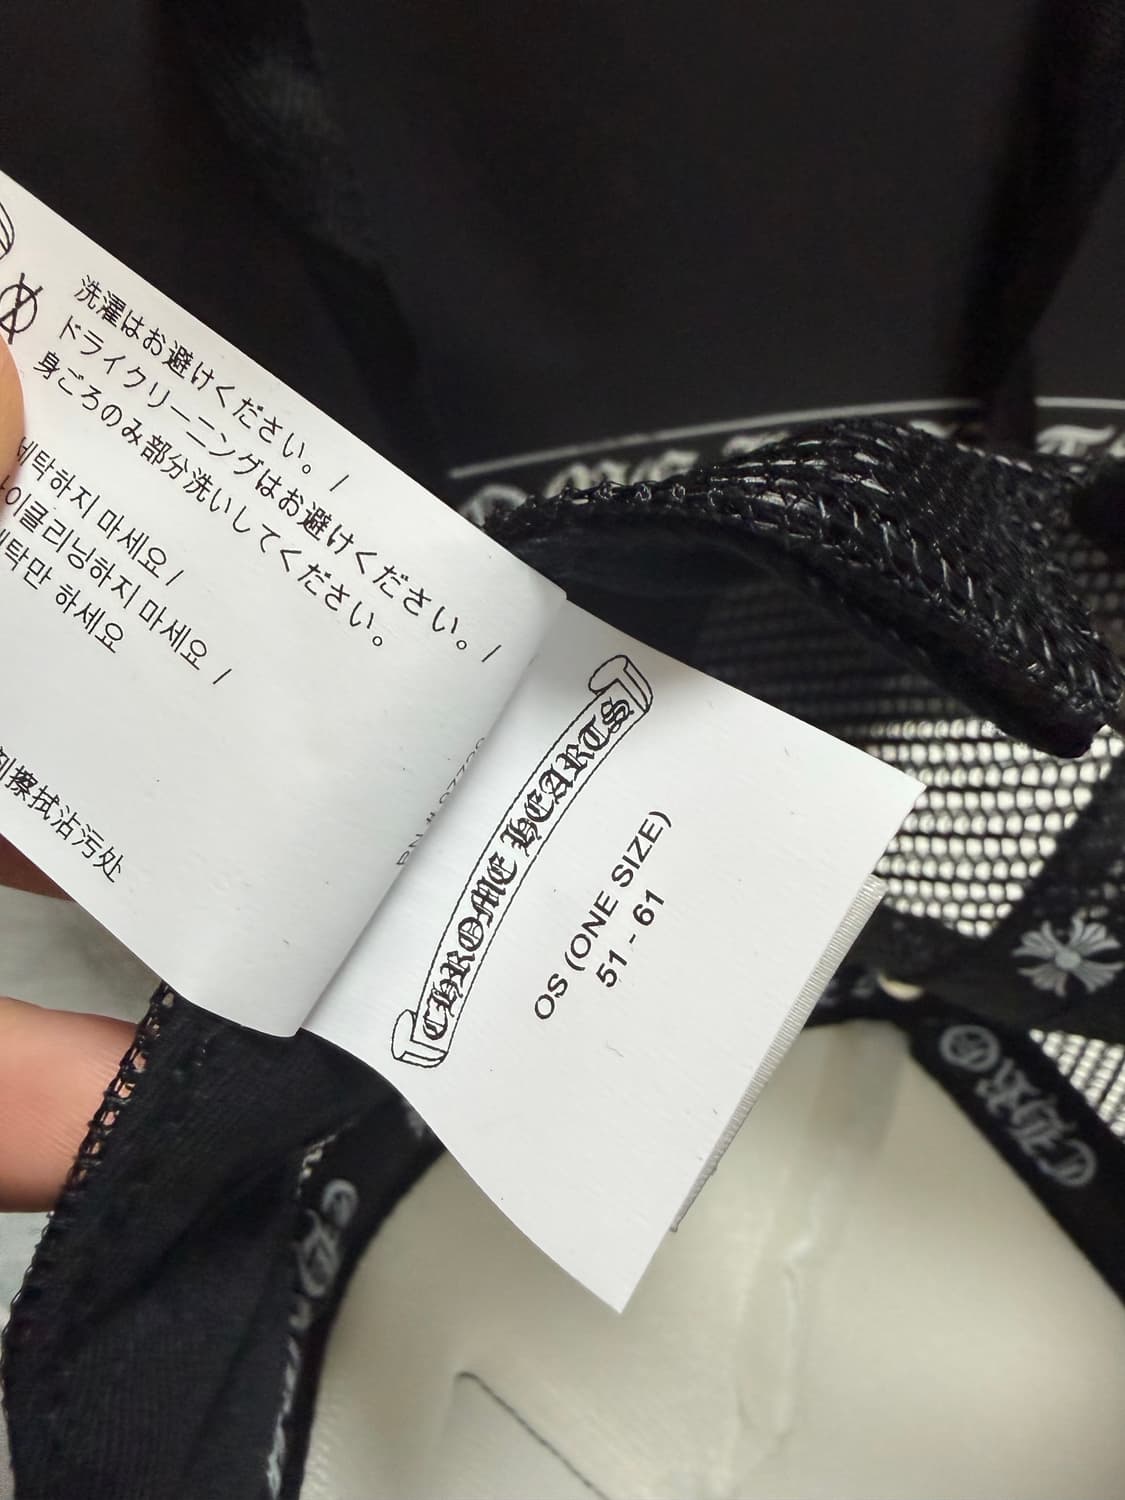 洗濯はお避けください。 /
ドライクリーニングはお避けください。 /
身ごろのみ部分洗いしてください。
세탁하지 마세요 /
이클리닝하지 마세요 /
세탁만 하세요
擦拭沾污处
CHROME HEARTS
OS (ONE SIZE)
51 - 61
CHRO